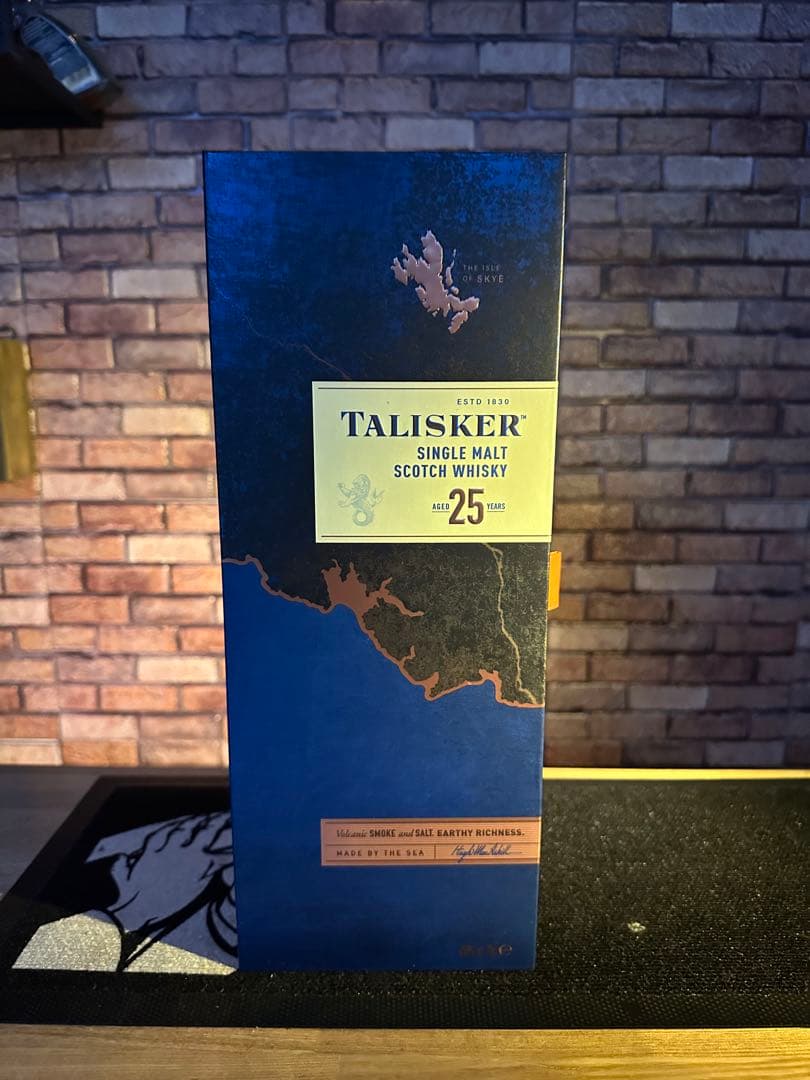 THE ISLE
OF SKYE
ESTD 1830
TALISKER™
SINGLE MALT
SCOTCH WHISKY
AGED 25 YEARS
Volcanic SMOKE and SALT. EARTHY RICHNESS.
MADE BY THE SEA